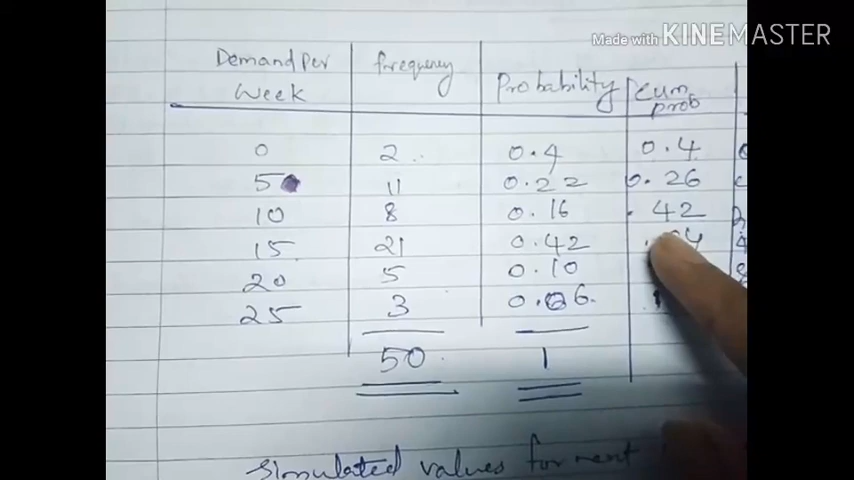 Made with KINEMASTER
Demand per Week frequency Probability cum. prob
0 2 0.4 0.4
5 11 0.22 0.26
10 8 0.16 .42
15 21 0.42
20 5 0.10
25 3 0.06
50 1
Simulated values for next